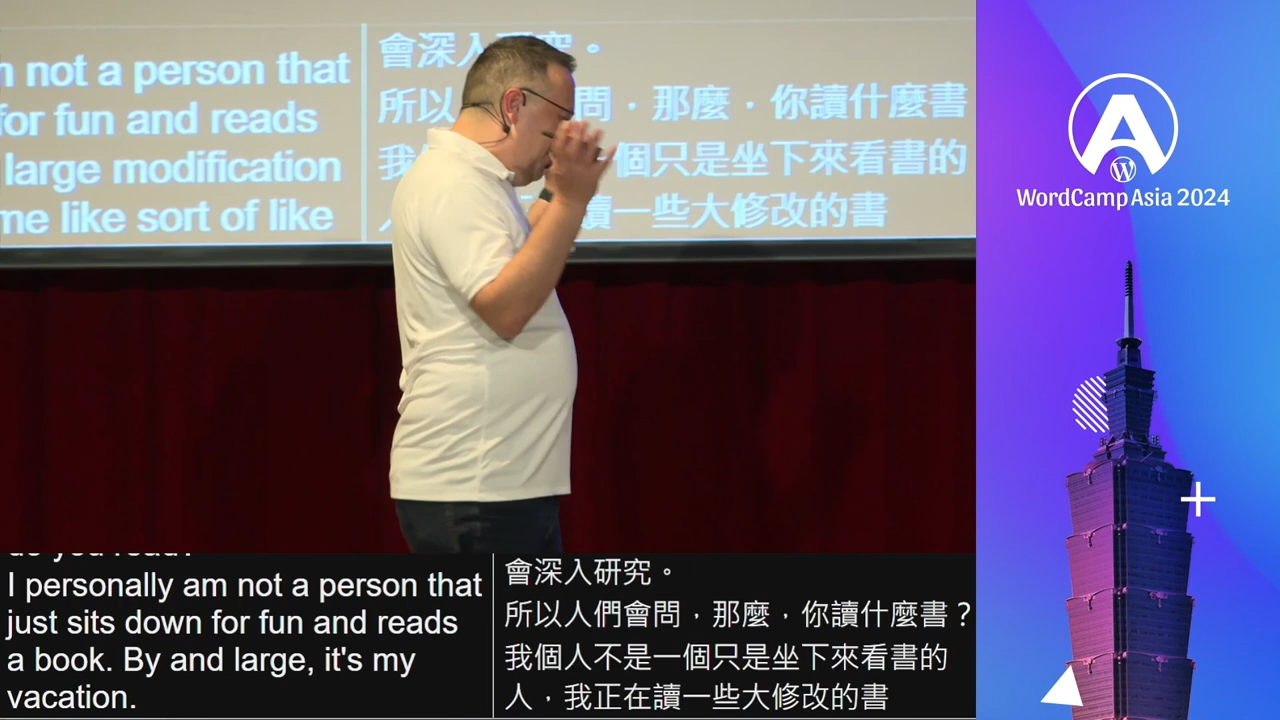 n not a person that
for fun and reads
large modification
me like sort of like
會深入研究。
所以 問,那麼,你讀什麼書
我 個只是坐下來看書的
讀一些大修改的書
WordCamp Asia 2024
do you read?
I personally am not a person that
just sits down for fun and reads
a book. By and large, it's my
vacation.
會深入研究。
所以人們會問,那麼,你讀什麼書?
我個人不是一個只是坐下來看書的
人,我正在讀一些大修改的書